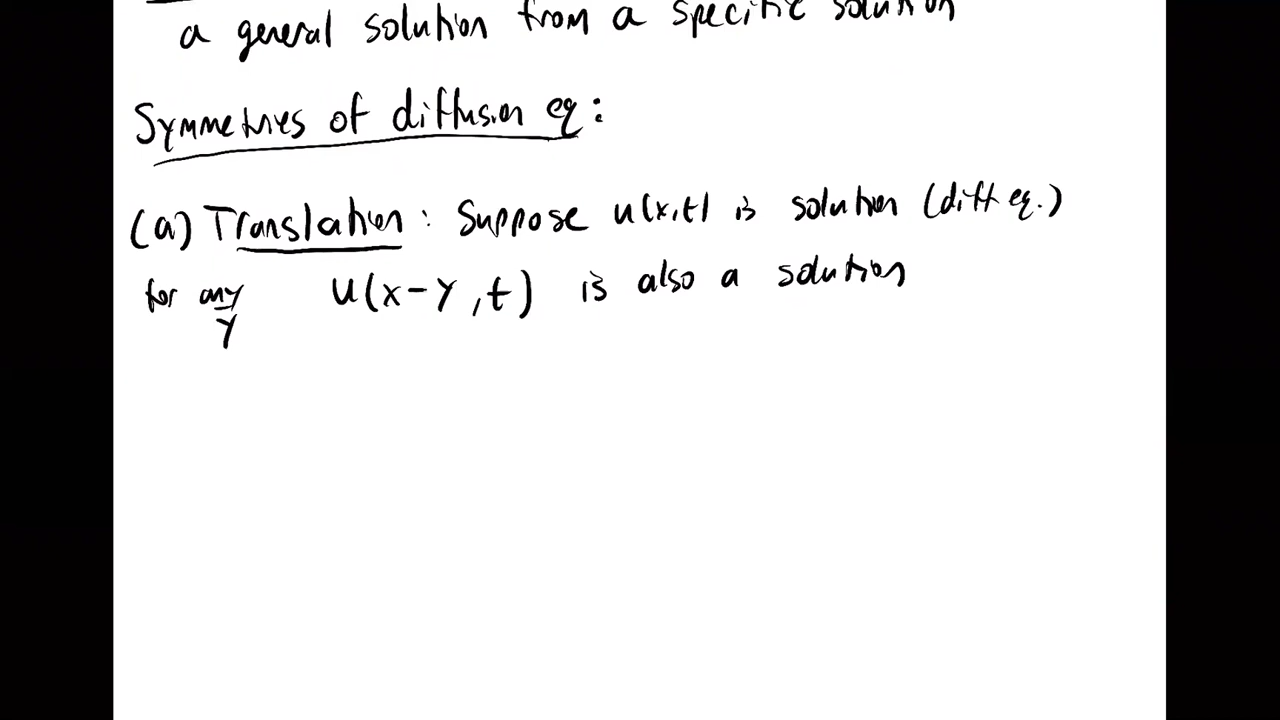 a general solution from a specific solution
Symmetries of diffusion eq:
(a) Translation: Suppose u(x,t) is solution (diff eq.)
for any y u(x-y,t) is also a solution